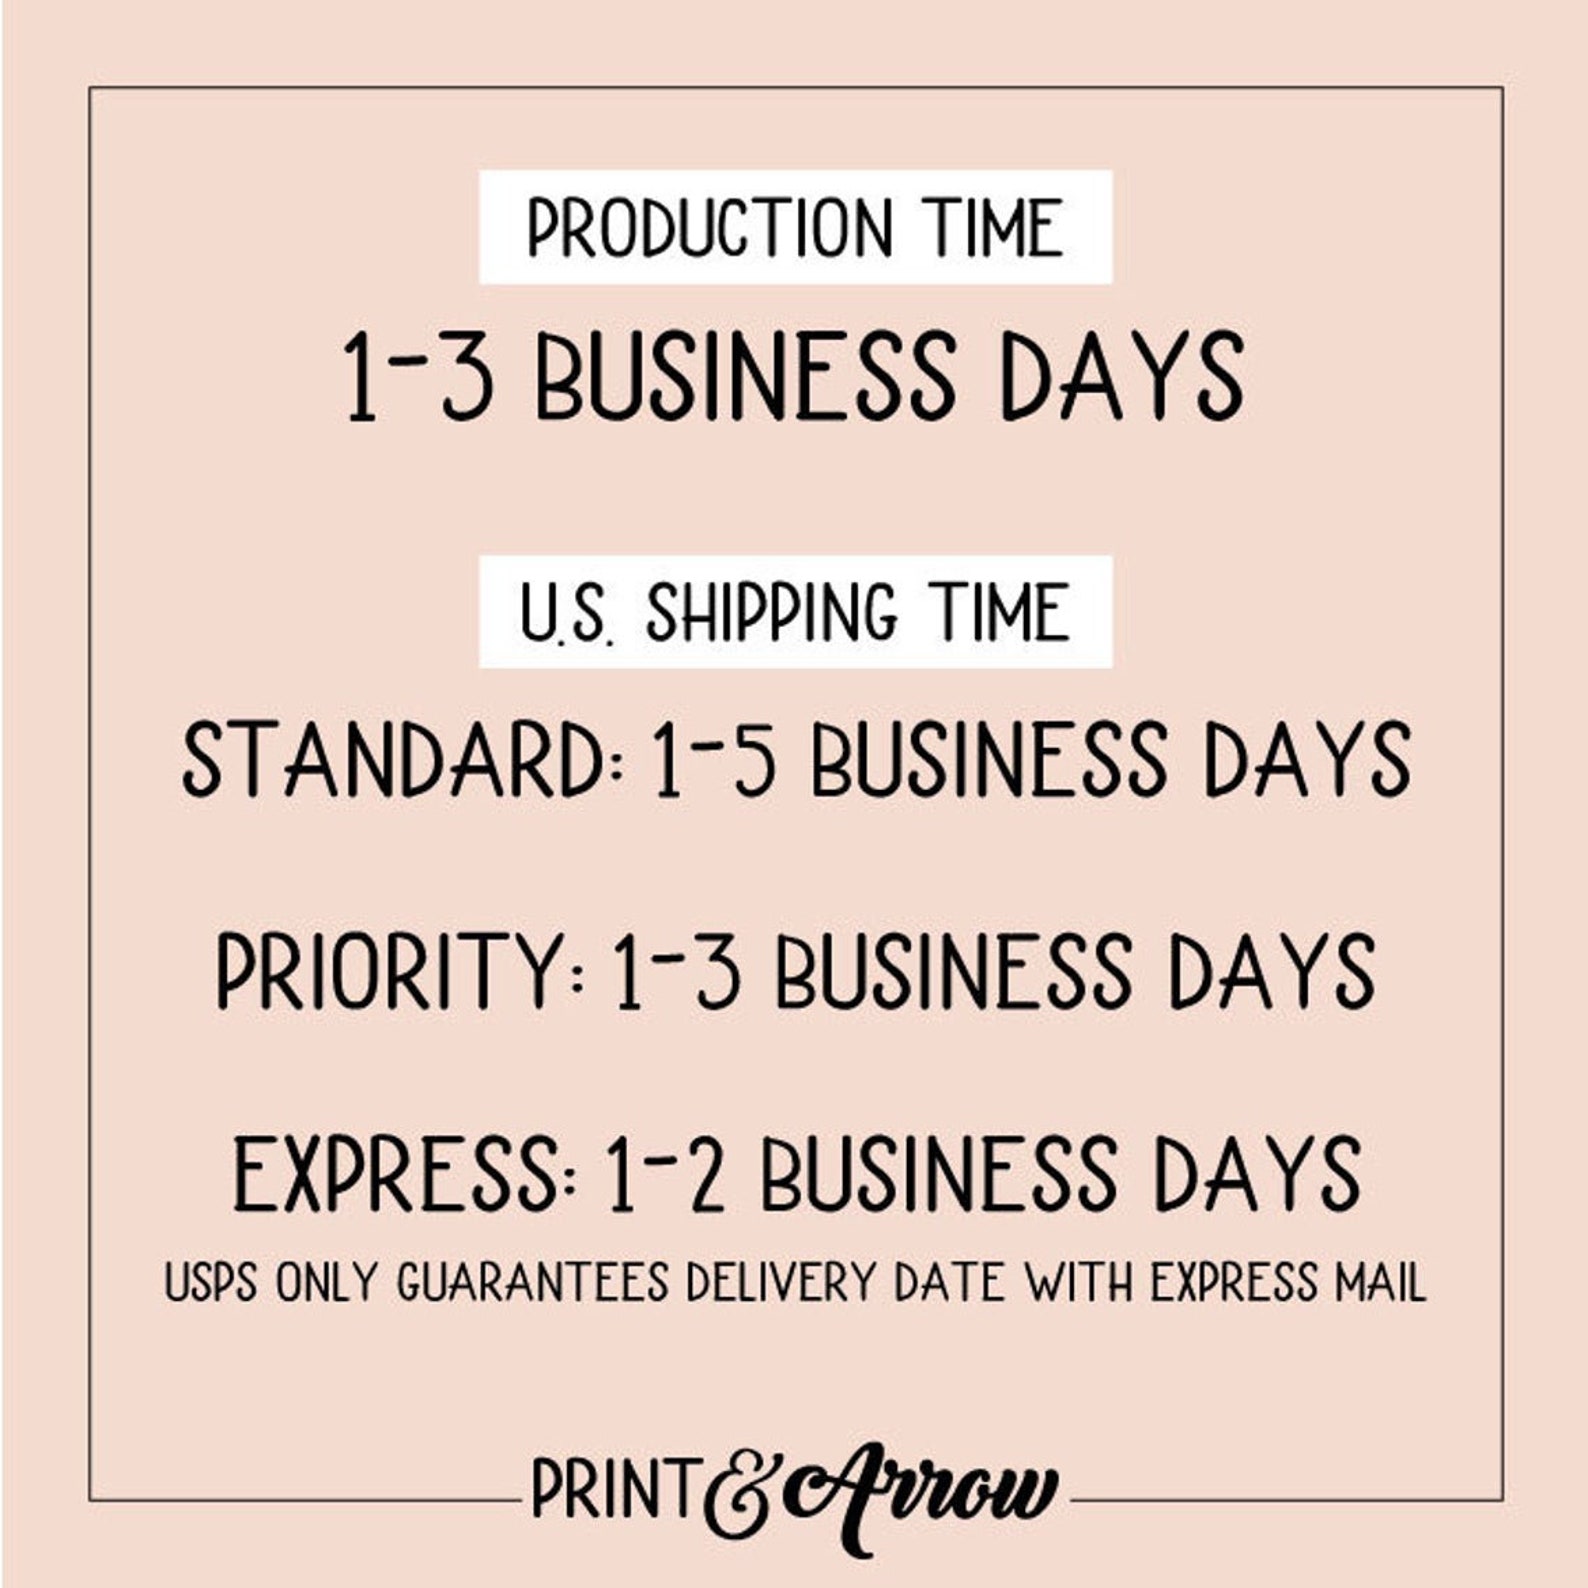 PRODUCTION TIME
1-3 BUSINESS DAYS
U.S. SHIPPING TIME
STANDARD: 1-5 BUSINESS DAYS
PRIORITY: 1-3 BUSINESS DAYS
EXPRESS: 1-2 BUSINESS DAYS
USPS ONLY GUARANTEES DELIVERY DATE WITH EXPRESS MAIL
PRINT&Arrow